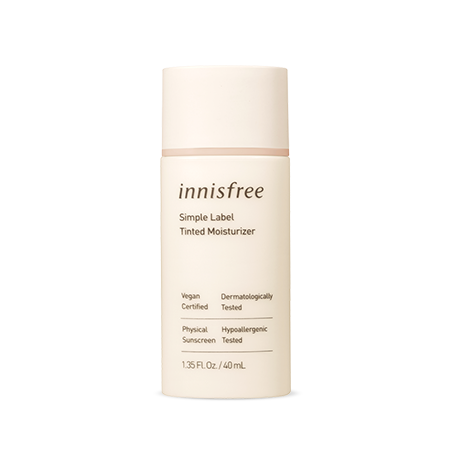 innisfree
Simple Label
Tinted Moisturizer
Vegan Certified
Dermatologically Tested
Physical Sunscreen
Hypoallergenic Tested
1.35 Fl. Oz. / 40 mL